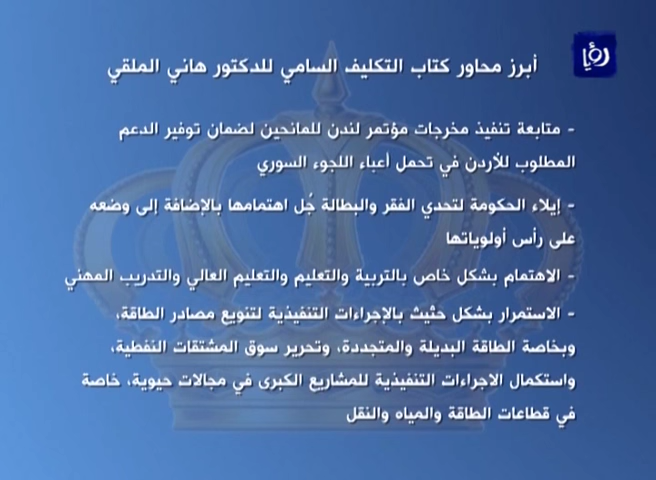 رؤيا
أبرز محاور كتاب التكليف السامي للدكتور هاني الملقي
- متابعة تنفيذ مخرجات مؤتمر لندن للمانحين لضمان توفير الدعم
المطلوب للأردن في تحمل أعباء اللجوء السوري
- إيلاء الحكومة لتحدي الفقر والبطالة جُل اهتمامها بالإضافة إلى وضعه
على رأس أولوياتها
- الاهتمام بشكل خاص بالتربية والتعليم والتعليم العالي والتدريب المهني
- الاستمرار بشكل حثيث بالإجراءات التنفيذية لتنويع مصادر الطاقة،
وبخاصة الطاقة البديلة والمتجددة، وتحرير سوق المشتقات النفطية،
واستكمال الاجراءات التنفيذية للمشاريع الكبرى في مجالات حيوية، خاصة
في قطاعات الطاقة والمياه والنقل